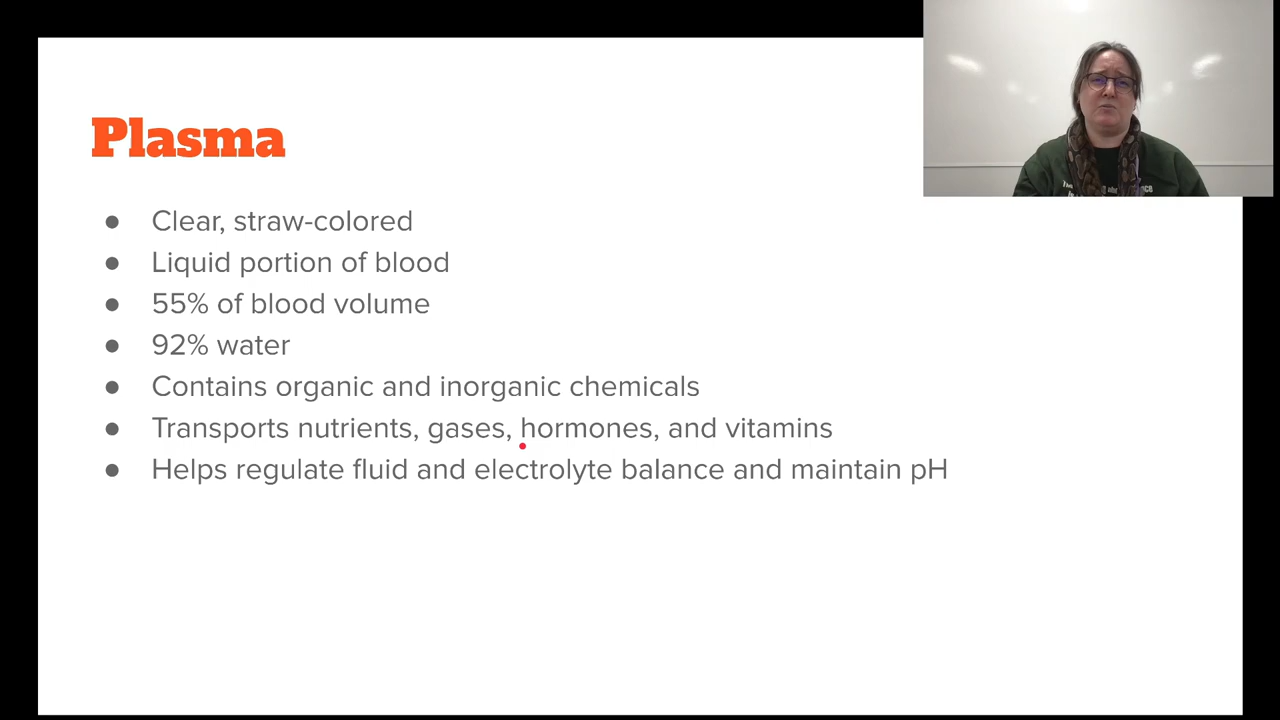 Plasma
● Clear, straw-colored
● Liquid portion of blood
● 55% of blood volume
● 92% water
● Contains organic and inorganic chemicals
● Transports nutrients, gases, hormones, and vitamins
● Helps regulate fluid and electrolyte balance and maintain pH